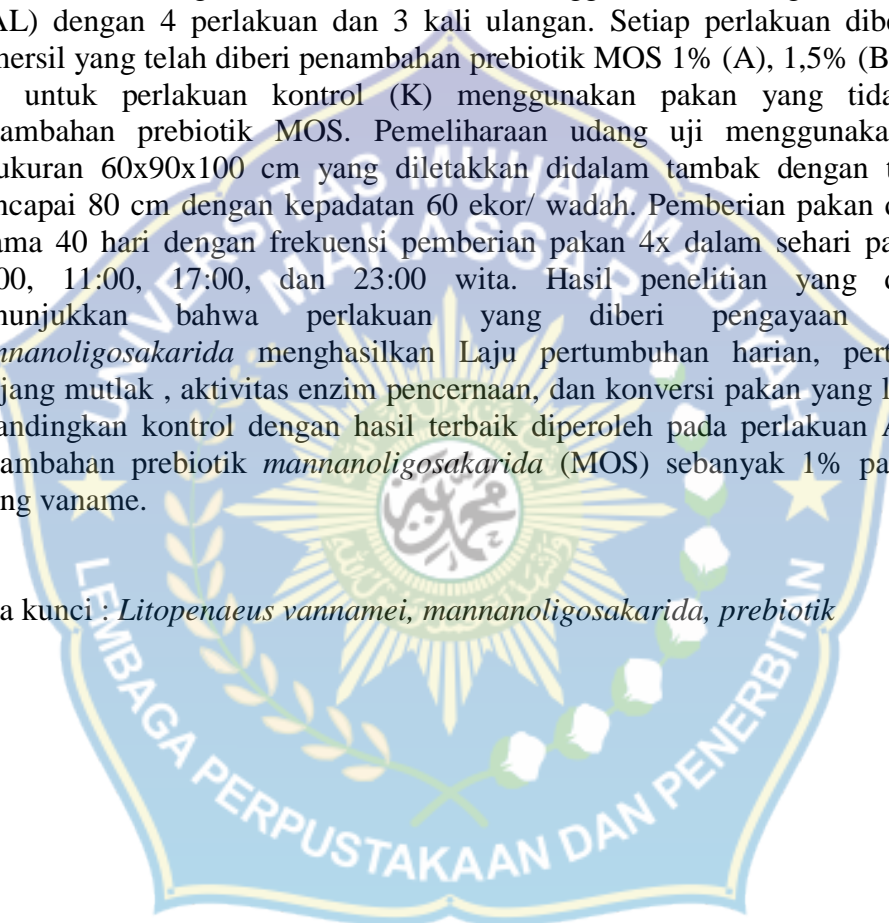 AL) dengan 4 perlakuan dan 3 kali ulangan. Setiap perlakuan dibe
mersil yang telah diberi penambahan prebiotik MOS 1% (A), 1,5% (B
untuk perlakuan kontrol (K) menggunakan pakan yang tida
ambahan prebiotik MOS. Pemeliharaan udang uji menggunaka
ukuran 60x90x100 cm yang diletakkan didalam tambak dengan t
ncapai 80 cm dengan kepadatan 60 ekor/ wadah. Pemberian pakan
ama 40 hari dengan frekuensi pemberian pakan 4x dalam sehari pa
00, 11:00, 17:00, dan 23:00 wita. Hasil penelitian yang
nunjukkan bahwa perlakuan yang diberi pengayaan
nnanoligosakarida menghasilkan Laju pertumbuhan harian, pert
jang mutlak , aktivitas enzim pencernaan, dan konversi pakan yang l
andingkan kontrol dengan hasil terbaik diperoleh pada perlakuan A
ambahan prebiotik mannanoligosakarida (MOS) sebanyak 1% pa
ng vaname.
a kunci : Litopenaeus vannamei, mannanoligosakarida, prebiotik
UNIVERSITAS MUHAMMADIYAH
MAKASSAR
LEMBAGA PERPUSTAKAAN DAN PENERBITAN